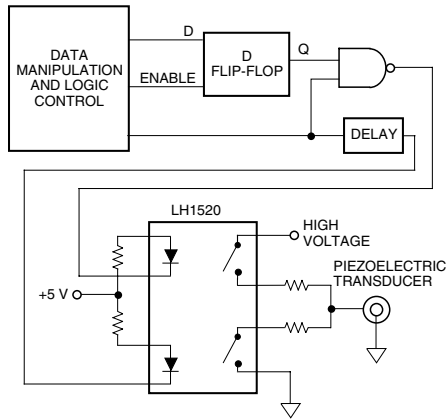 DATA
MANIPULATION
AND LOGIC
CONTROL
D
ENABLE
D
FLIP-FLOP
Q
DELAY
LH1520
HIGH
VOLTAGE
PIEZOELECTRIC
TRANSDUCER
+5 V